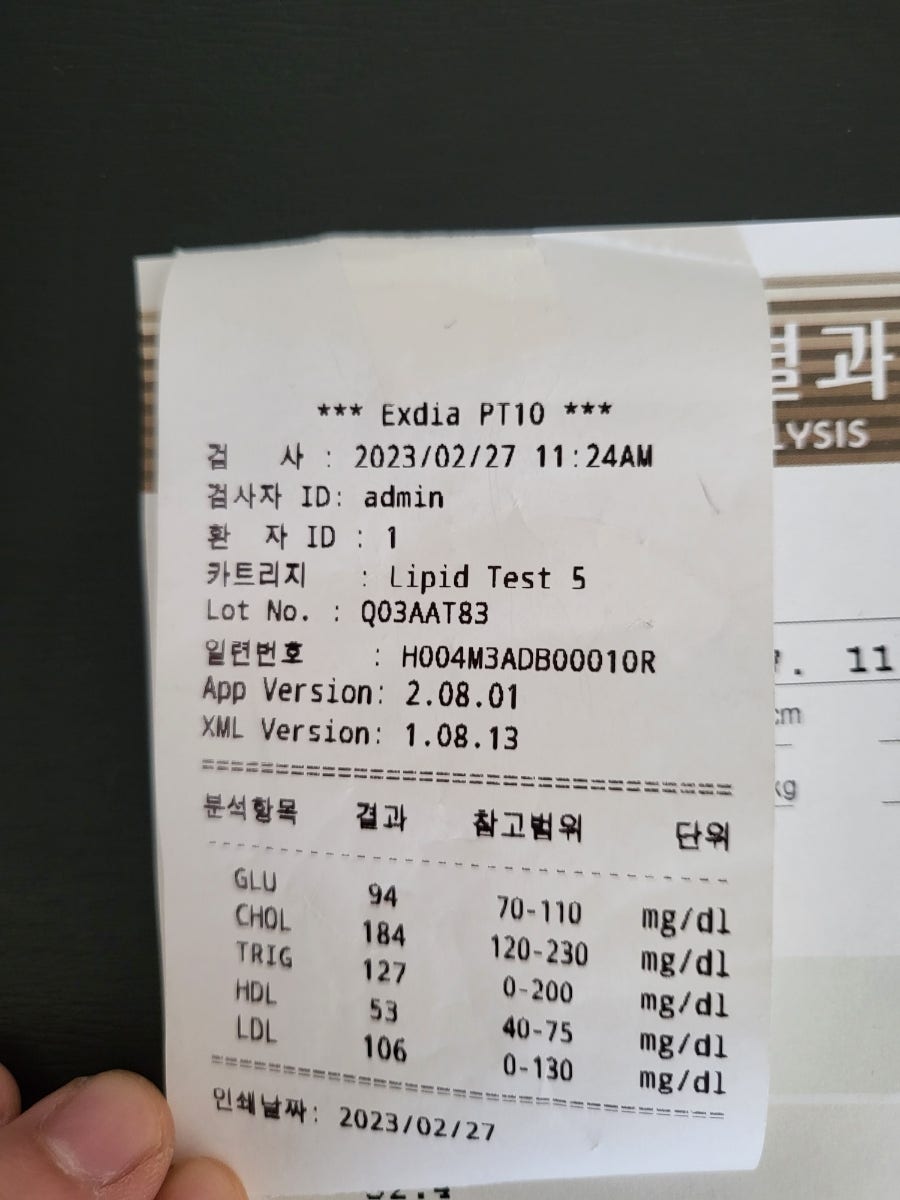 *** Exdia PT10 ***
검 사 : 2023/02/27 11:24AM
검사자 ID: admin
환 자 ID : 1
카트리지 : Lipid Test 5
Lot No. : Q03AAT83
일련번호 : H004M3ADB00010R
App Version: 2.08.01
XML Version: 1.08.13
================================
분석항목 결과 참고범위 단위
--------------------------------
GLU 94 70-110 mg/dl
CHOL 184 120-230 mg/dl
TRIG 127 0-200 mg/dl
HDL 53 40-75 mg/dl
LDL 106 0-130 mg/dl
================================
인쇄날짜: 2023/02/27
결과
LYSIS
. 11
cm
kg